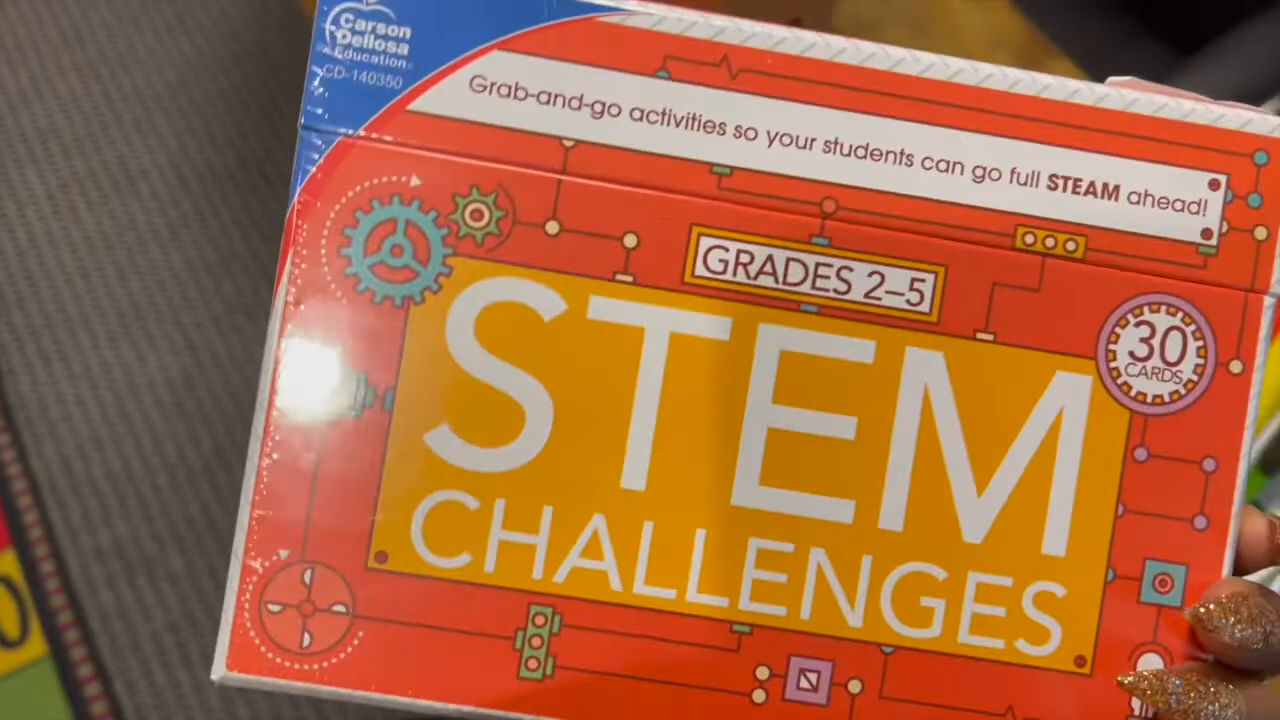 Carson
Dellosa
Education
CD-140350
Grab-and-go activities so your students can go full STEAM ahead!
GRADES 2–5
STEM
CHALLENGES
30
CARDS